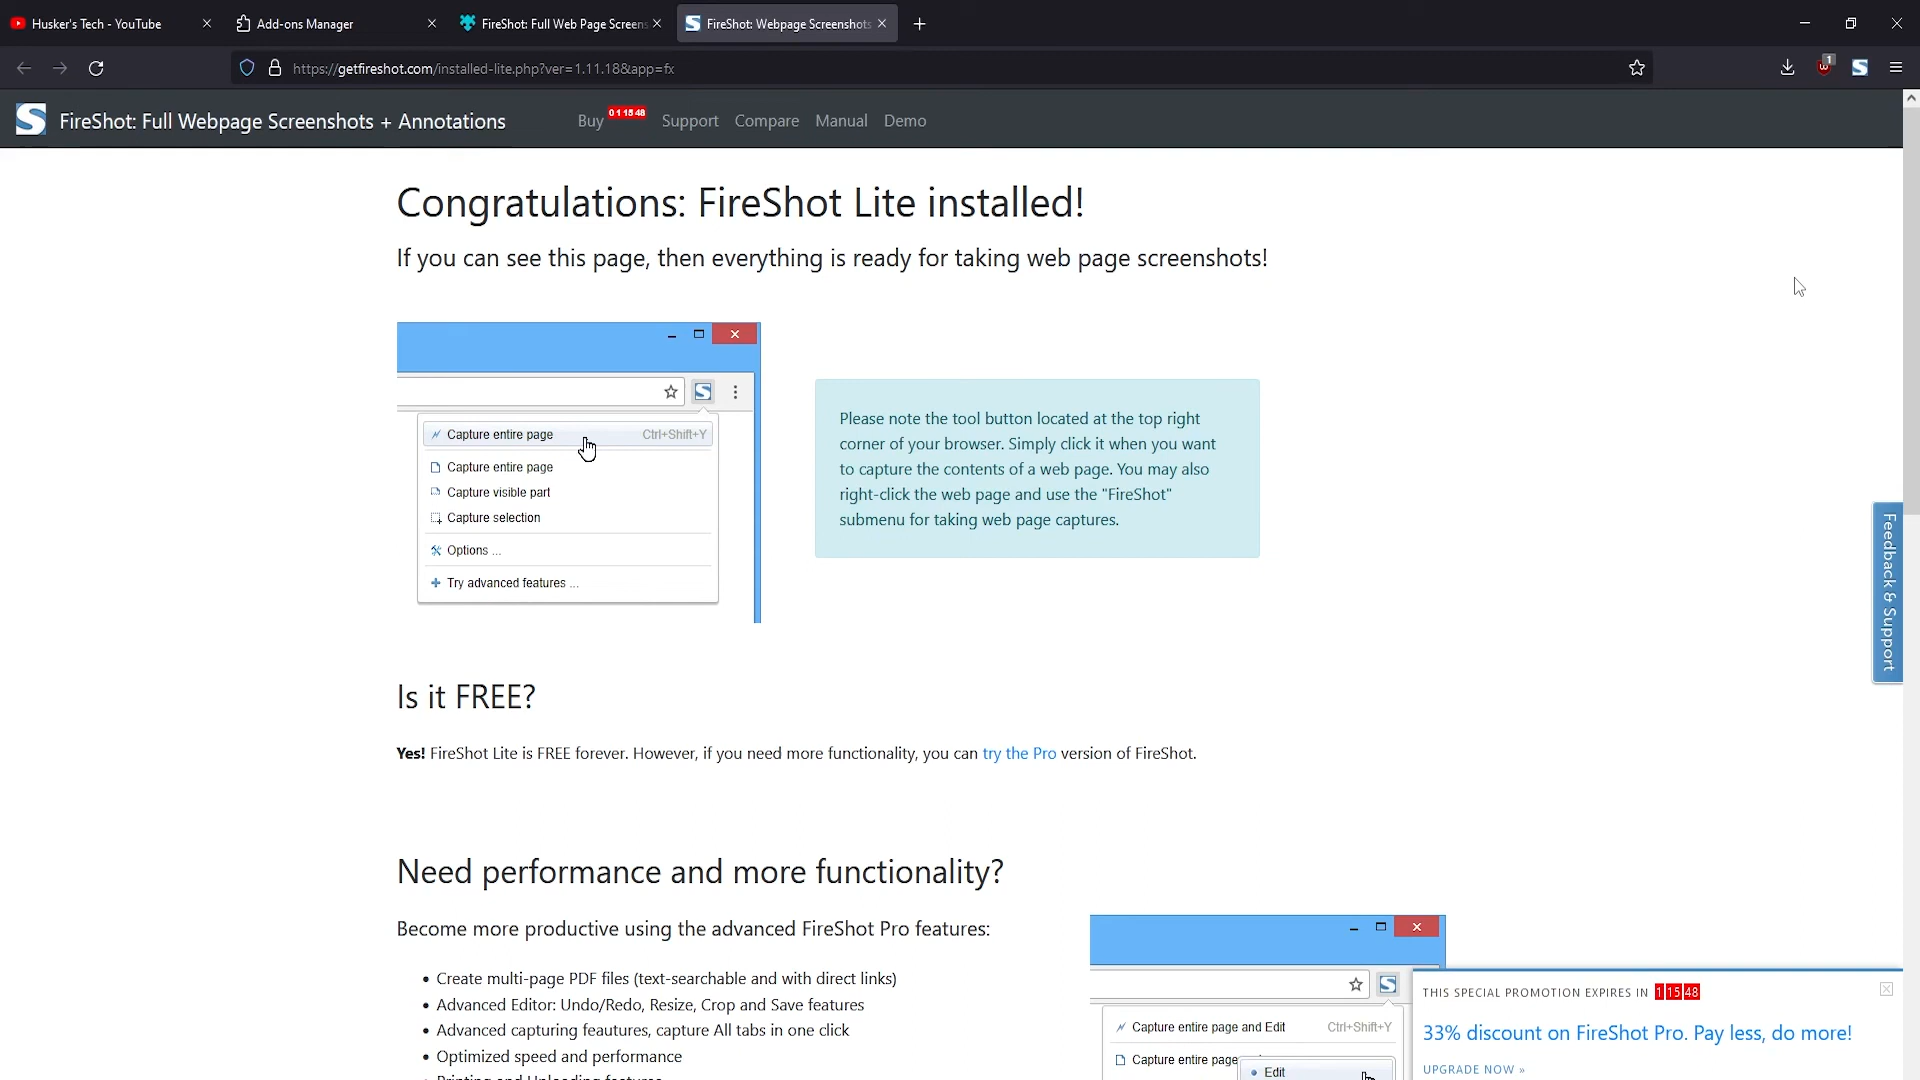 Husker's Tech - YouTube
Add-ons Manager
FireShot: Full Web Page Screens
FireShot: Webpage Screenshots
https://getfireshot.com/installed-lite.php?ver=1.11.18&app=fx
1
FireShot: Full Webpage Screenshots + Annotations
Buy 0 1 15 48 Support Compare Manual Demo
Congratulations: FireShot Lite installed!
If you can see this page, then everything is ready for taking web page screenshots!
Capture entire page Ctrl+Shift+Y
Capture entire page
Capture visible part
Capture selection
Options ...
Try advanced features ...
Please note the tool button located at the top right
corner of your browser. Simply click it when you want
to capture the contents of a web page. You may also
right-click the web page and use the "FireShot"
submenu for taking web page captures.
Feedback & Support
Is it FREE?
Yes! FireShot Lite is FREE forever. However, if you need more functionality, you can try the Pro version of FireShot.
Need performance and more functionality?
Become more productive using the advanced FireShot Pro features:
• Create multi-page PDF files (text-searchable and with direct links)
• Advanced Editor: Undo/Redo, Resize, Crop and Save features
• Advanced capturing feautures, capture All tabs in one click
• Optimized speed and performance
Capture entire page and Edit Ctrl+Shift+Y
Capture entire page
Edit
THIS SPECIAL PROMOTION EXPIRES IN 1 15 48
33% discount on FireShot Pro. Pay less, do more!
UPGRADE NOW »